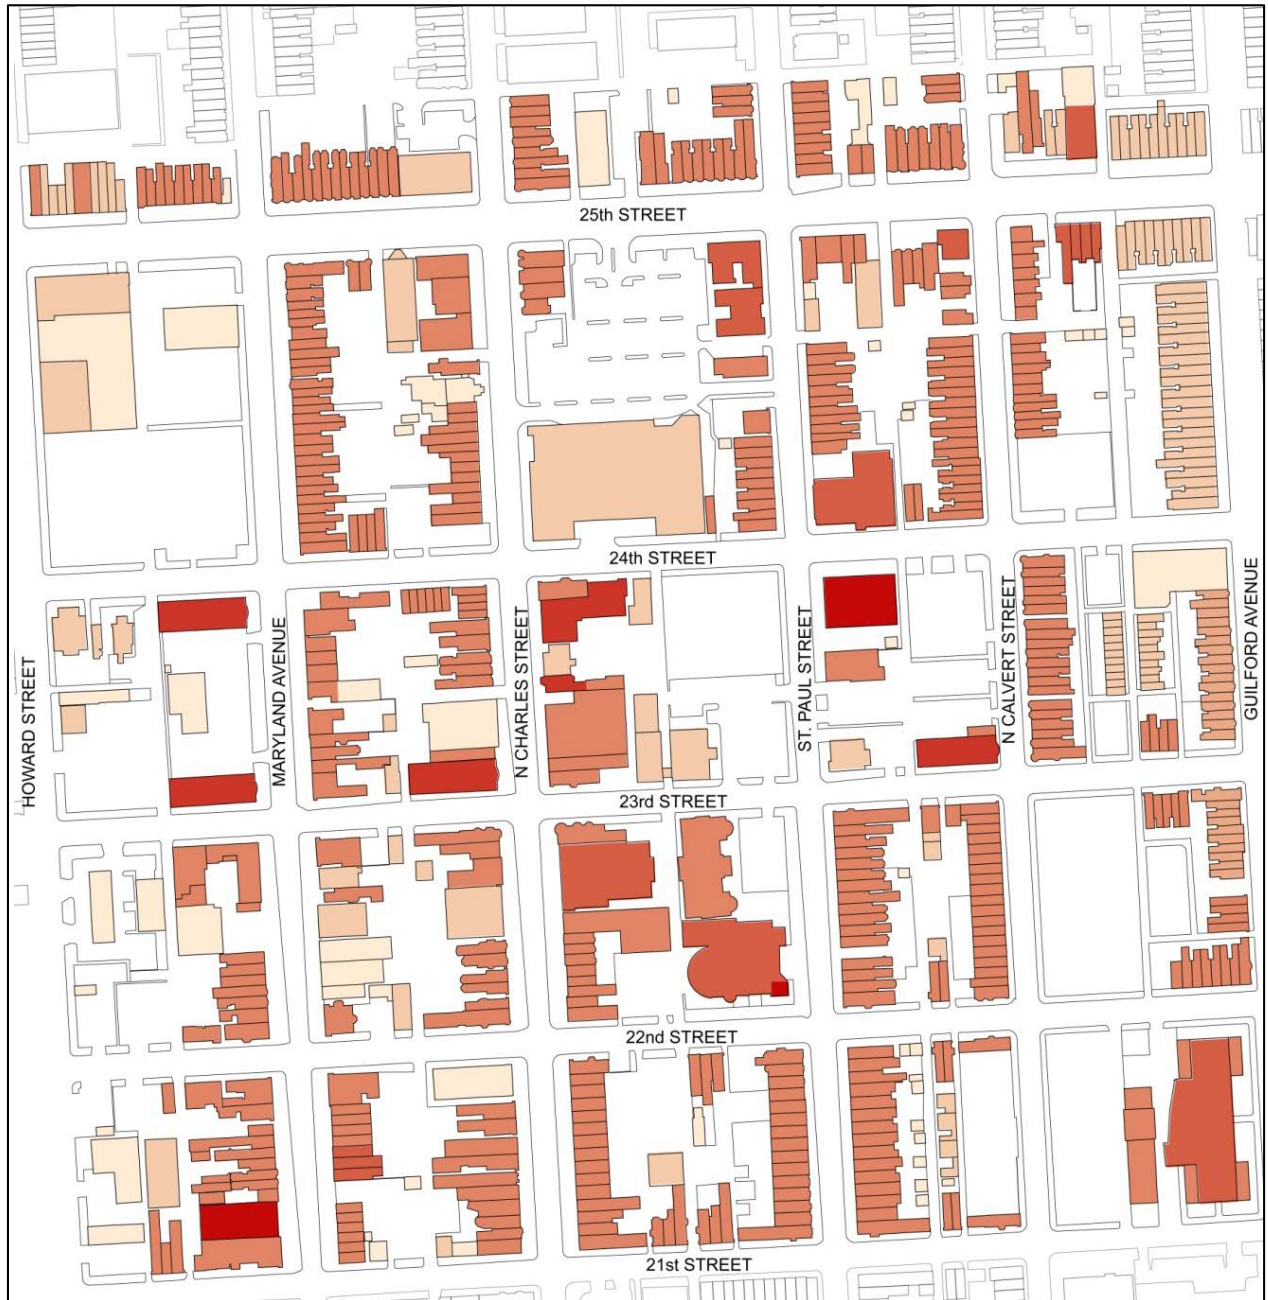 25th STREET
24th STREET
HOWARD STREET
MARYLAND AVENUE
N CHARLES STREET
ST. PAUL STREET
N CALVERT STREET
GUILFORD AVENUE
23rd STREET
22nd STREET
21st STREET